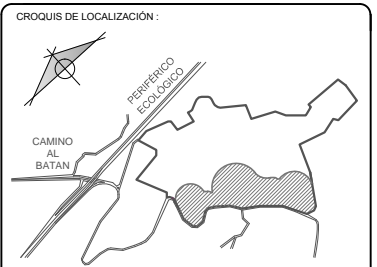 CROQUIS DE LOCALIZACIÓN :
PERIFÉRICO
ECOLÓGICO
CAMINO
AL
BATAN